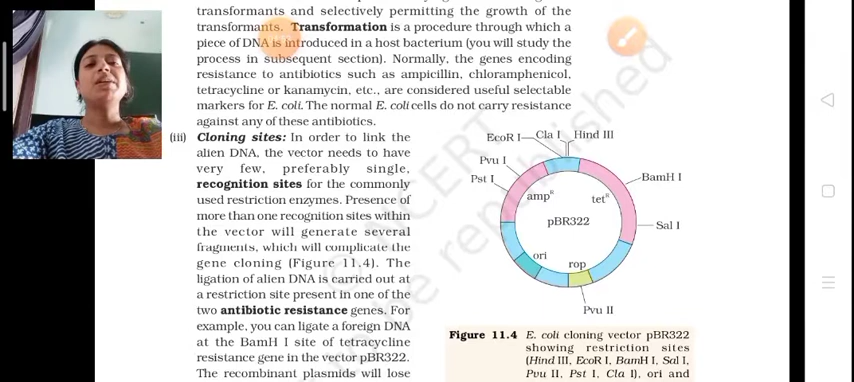 transformants and selectively permitting the growth of the
transformants. Transformation is a procedure through which a
piece of DNA is introduced in a host bacterium (you will study the
process in subsequent section). Normally, the genes encoding
resistance to antibiotics such as ampicillin, chloramphenicol,
tetracycline or kanamycin, etc., are considered useful selectable
markers for E. coli. The normal E. coli cells do not carry resistance
against any of these antibiotics.
(iii) Cloning sites: In order to link the
alien DNA, the vector needs to have
very few, preferably single,
recognition sites for the commonly
used restriction enzymes. Presence of
more than one recognition sites within
the vector will generate several
fragments, which will complicate the
gene cloning (Figure 11.4). The
ligation of alien DNA is carried out at
a restriction site present in one of the
two antibiotic resistance genes. For
example, you can ligate a foreign DNA
at the BamH I site of tetracycline
resistance gene in the vector pBR322.
The recombinant plasmids will lose
EcoR I Cla I Hind III
Pvu I
Pst I
BamH I
ampR tetR
pBR322
Sal I
ori
rop
Pvu II
Figure 11.4 E. coli cloning vector pBR322
showing restriction sites
(Hind III, EcoR I, BamH I, Sal I,
Pvu II, Pst I, Cla I), ori and
© NCERT
be republished